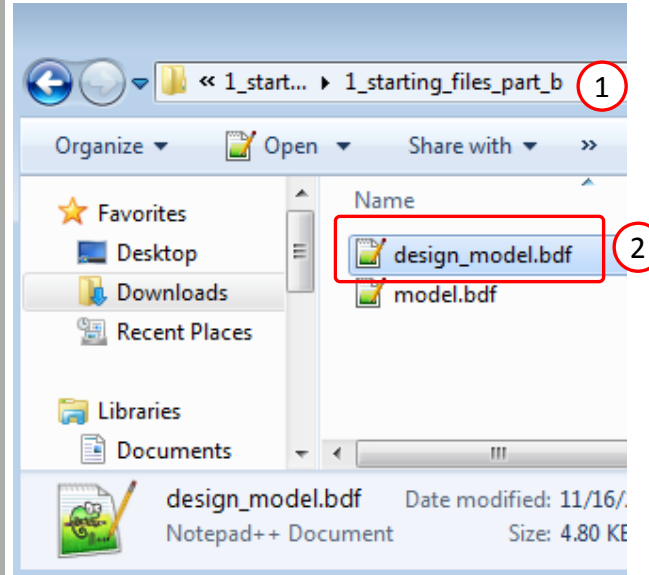 « 1_start... ▸ 1_starting_files_part_b
1
Organize ▾ Open ▾ Share with ▾ »
Favorites
Desktop
Downloads
Recent Places
Libraries
Documents
Name
design_model.bdf
2
model.bdf
design_model.bdf Date modified: 11/16/
Notepad++ Document Size: 4.80 KE